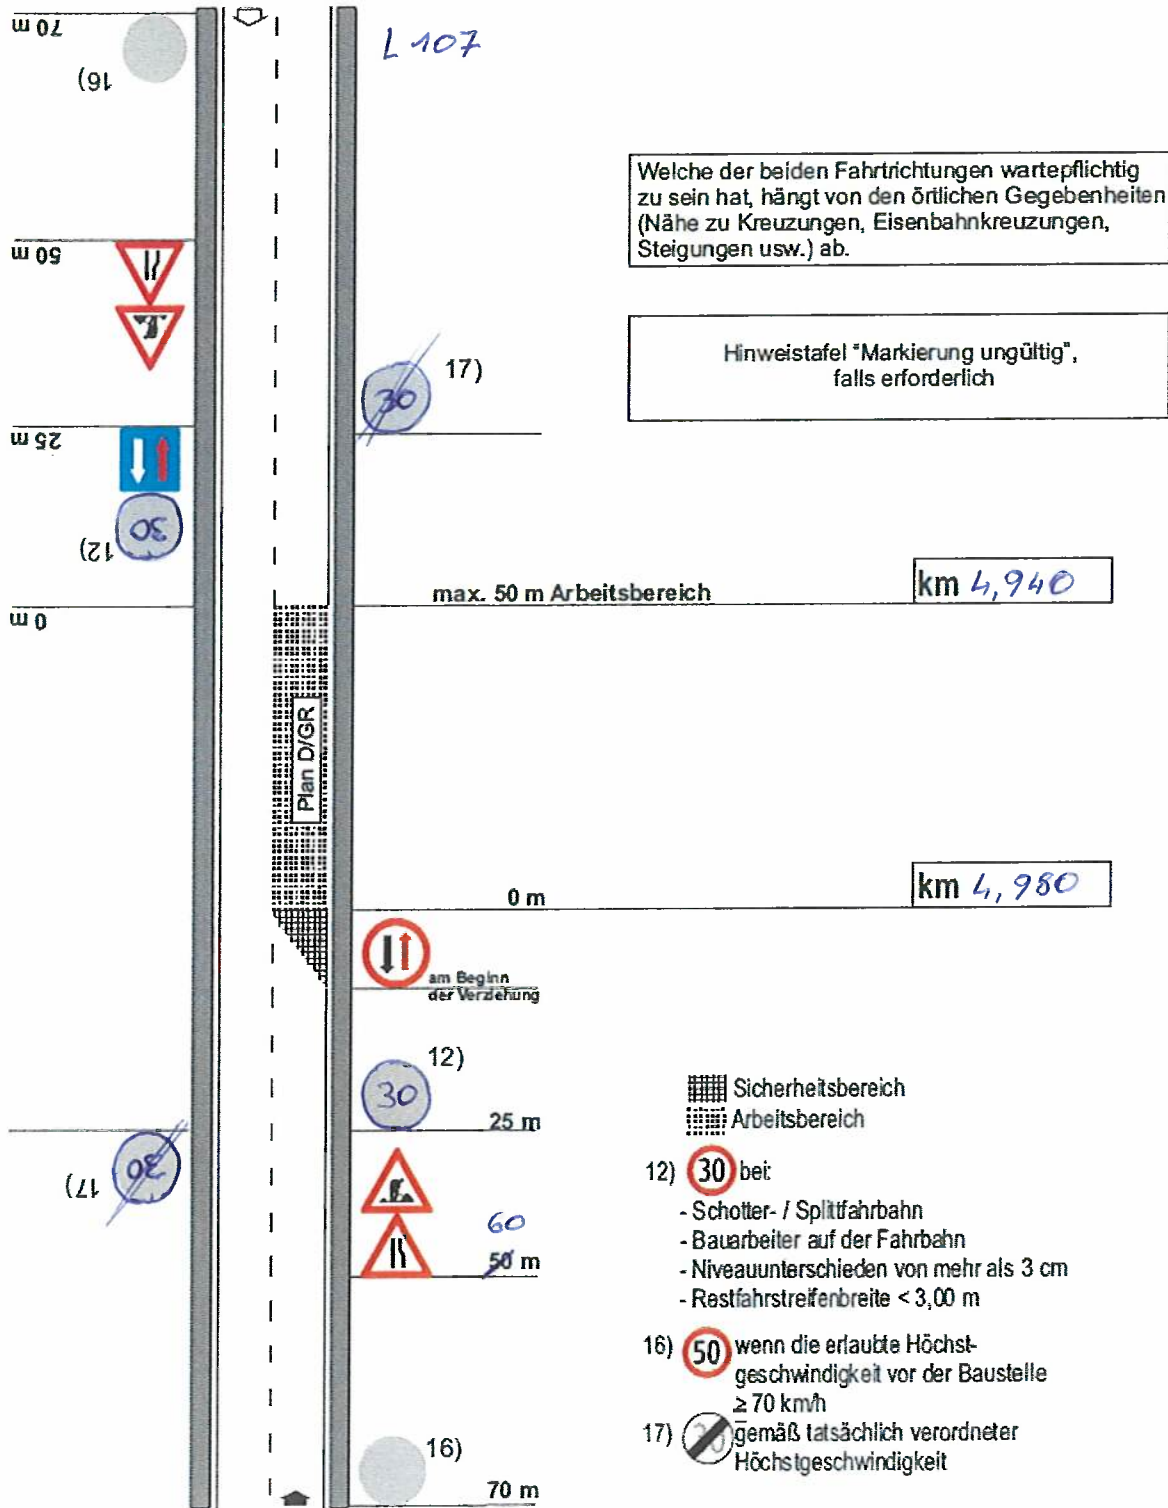 70 m
16)
L 107
Welche der beiden Fahrtrichtungen wartepflichtig
zu sein hat, hängt von den örtlichen Gegebenheiten
(Nähe zu Kreuzungen, Eisenbahnkreuzungen,
Steigungen usw.) ab.
50 m
Hinweistafel "Markierung ungültig",
falls erforderlich
30
17)
25 m
30
12)
max. 50 m Arbeitsbereich
km 4,940
0 m
Plan D/GR
0 m
km 4,980
am Beginn
der Verziehung
12)
30
25 m
30
17)
60
50 m
16)
70 m
Sicherheitsbereich
Arbeitsbereich
12) 30 bei:
- Schotter- / Splittfahrbahn
- Bauarbeiter auf der Fahrbahn
- Niveauunterschieden von mehr als 3 cm
- Restfahrstreifenbreite < 3,00 m
16) 50 wenn die erlaubte Höchst-
geschwindigkeit vor der Baustelle
≥ 70 km/h
17) 30 gemäß tatsächlich verordneter
Höchstgeschwindigkeit